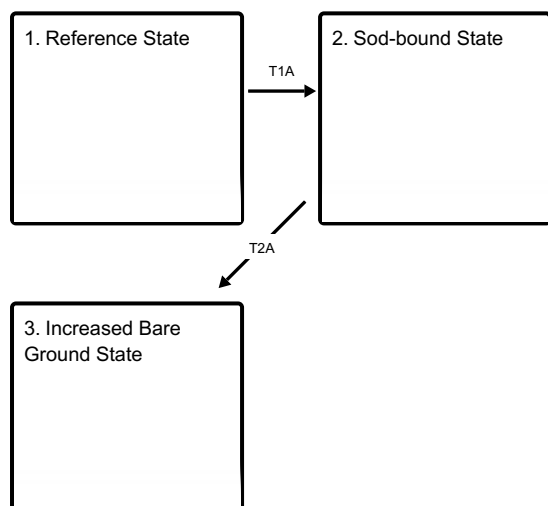 1. Reference State
T1A
2. Sod-bound State
T2A
3. Increased Bare
Ground State